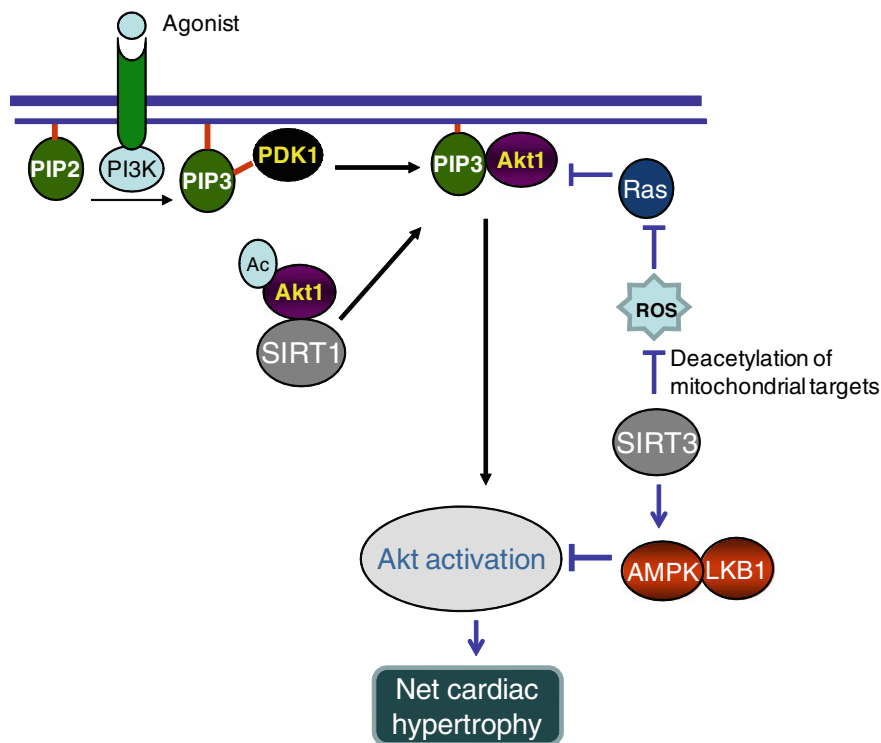 Agonist
PIP2
PI3K
PIP3
PDK1
PIP3
Akt1
Ras
Ac
Akt1
SIRT1
ROS
Deacetylation of
mitochondrial targets
SIRT3
Akt activation
AMPK
LKB1
Net cardiac
hypertrophy